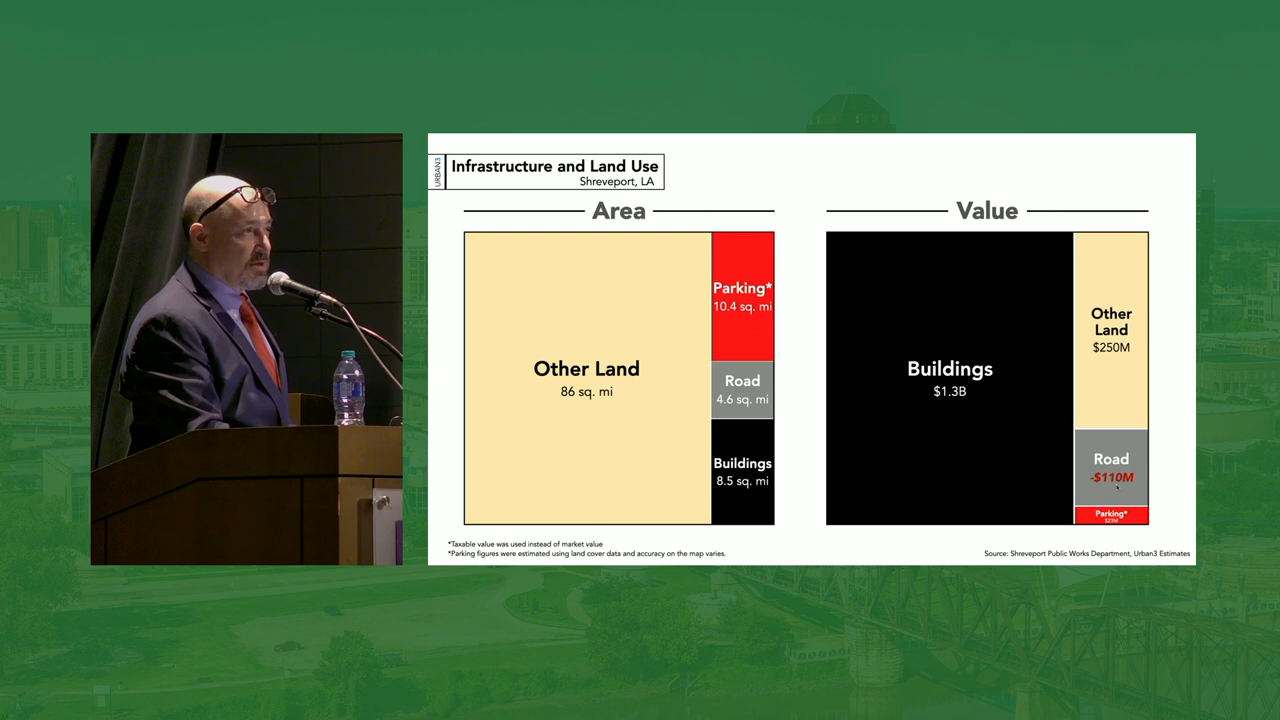 URBAN3
Infrastructure and Land Use
Shreveport, LA
Area
Other Land
86 sq. mi
Parking*
10.4 sq. mi
Road
4.6 sq. mi
Buildings
8.5 sq. mi
Value
Buildings
$1.3B
Other
Land
$250M
Road
-$110M
Parking*
*Taxable value was used instead of market value
*Parking figures were estimated using land cover data and accuracy on the map varies.
Source: Shreveport Public Works Department, Urban3 Estimates